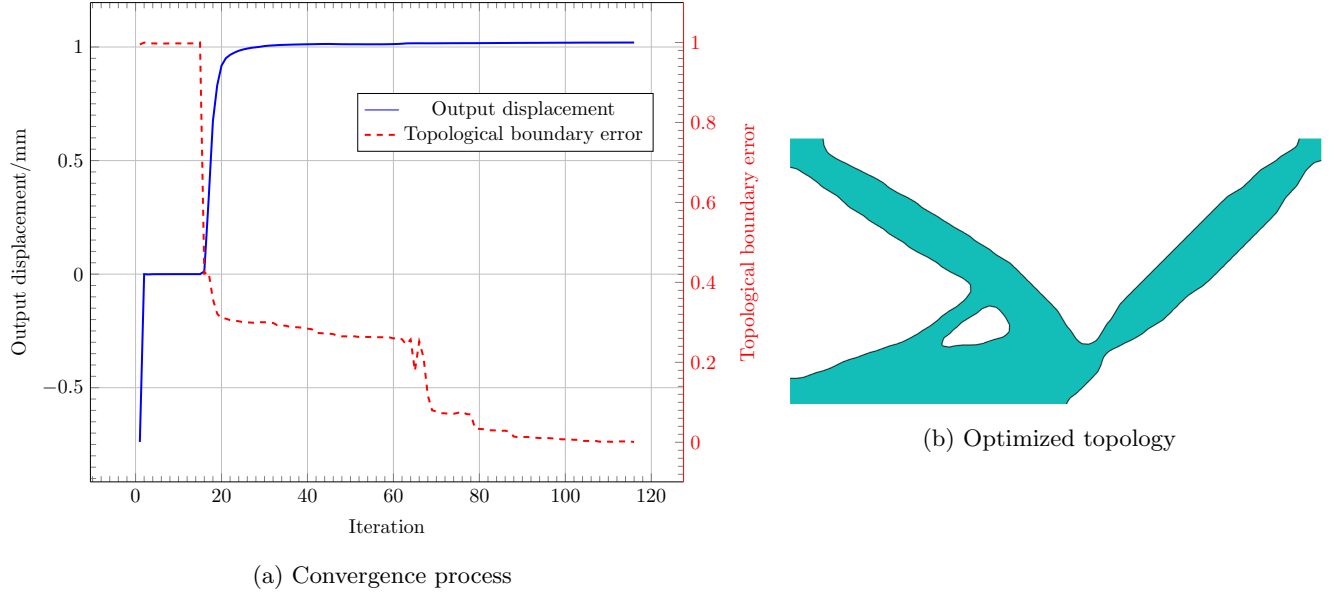 1
0.5
0
−0.5
Output displacement/mm
0
20
40
60
80
100
120
Iteration
Output displacement
Topological boundary error
1
0.8
0.6
0.4
0.2
0
Topological boundary error
(a) Convergence process
(b) Optimized topology